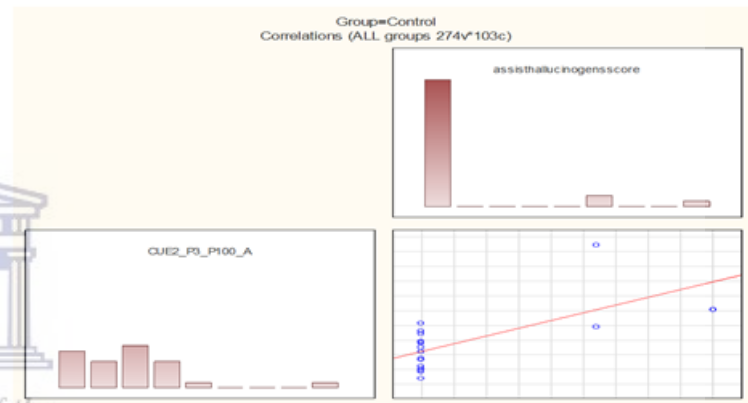 Group=Control
Correlations (ALL groups 274v*103c)
assisthallucinogensscore
CUE2_P3_P100_A